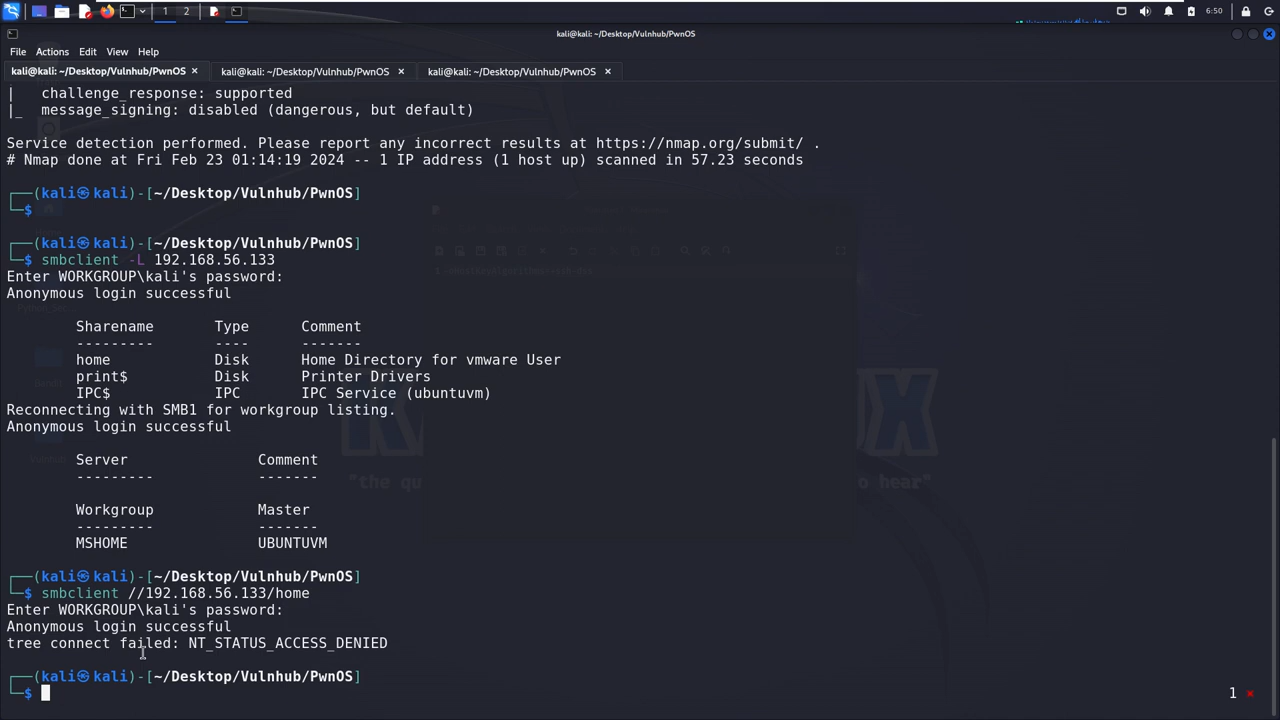 1 2 6:50
kali@kali: ~/Desktop/Vulnhub/PwnOS
File Actions Edit View Help
kali@kali: ~/Desktop/Vulnhub/PwnOS × kali@kali: ~/Desktop/Vulnhub/PwnOS × kali@kali: ~/Desktop/Vulnhub/PwnOS ×
|   challenge_response: supported
|_  message_signing: disabled (dangerous, but default)
Service detection performed. Please report any incorrect results at https://nmap.org/submit/ .
# Nmap done at Fri Feb 23 01:14:19 2024 -- 1 IP address (1 host up) scanned in 57.23 seconds
┌──(kali㉿kali)-[~/Desktop/Vulnhub/PwnOS]
└─$
┌──(kali㉿kali)-[~/Desktop/Vulnhub/PwnOS]
└─$ smbclient -L 192.168.56.133
Enter WORKGROUP\kali's password:
Anonymous login successful
Sharename Type Comment
--------- ---- -------
home Disk Home Directory for vmware User
print$ Disk Printer Drivers
IPC$ IPC IPC Service (ubuntuvm)
Reconnecting with SMB1 for workgroup listing.
Anonymous login successful
Server Comment
--------- -------
Workgroup Master
--------- -------
MSHOME UBUNTUVM
┌──(kali㉿kali)-[~/Desktop/Vulnhub/PwnOS]
└─$ smbclient //192.168.56.133/home
Enter WORKGROUP\kali's password:
Anonymous login successful
tree connect failed: NT_STATUS_ACCESS_DENIED
┌──(kali㉿kali)-[~/Desktop/Vulnhub/PwnOS]
└─$ 1 ×